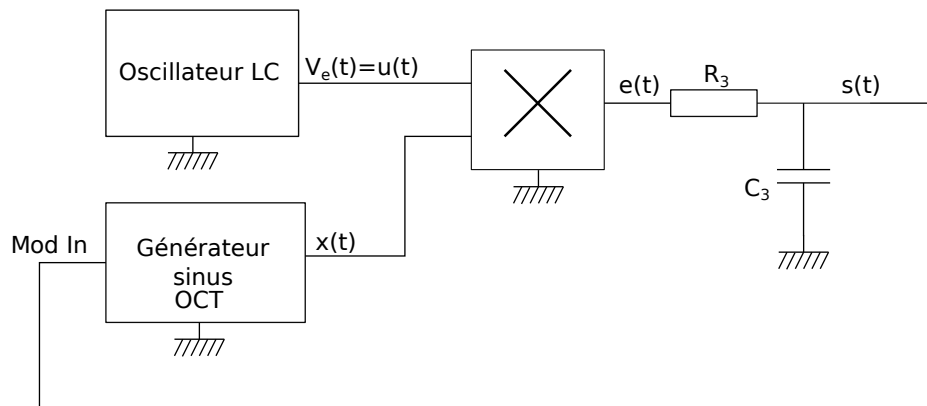 Oscillateur LC
Vₑ(t)=u(t)
e(t)
R₃
s(t)
C₃
Mod In
Générateur
sinus
OCT
x(t)